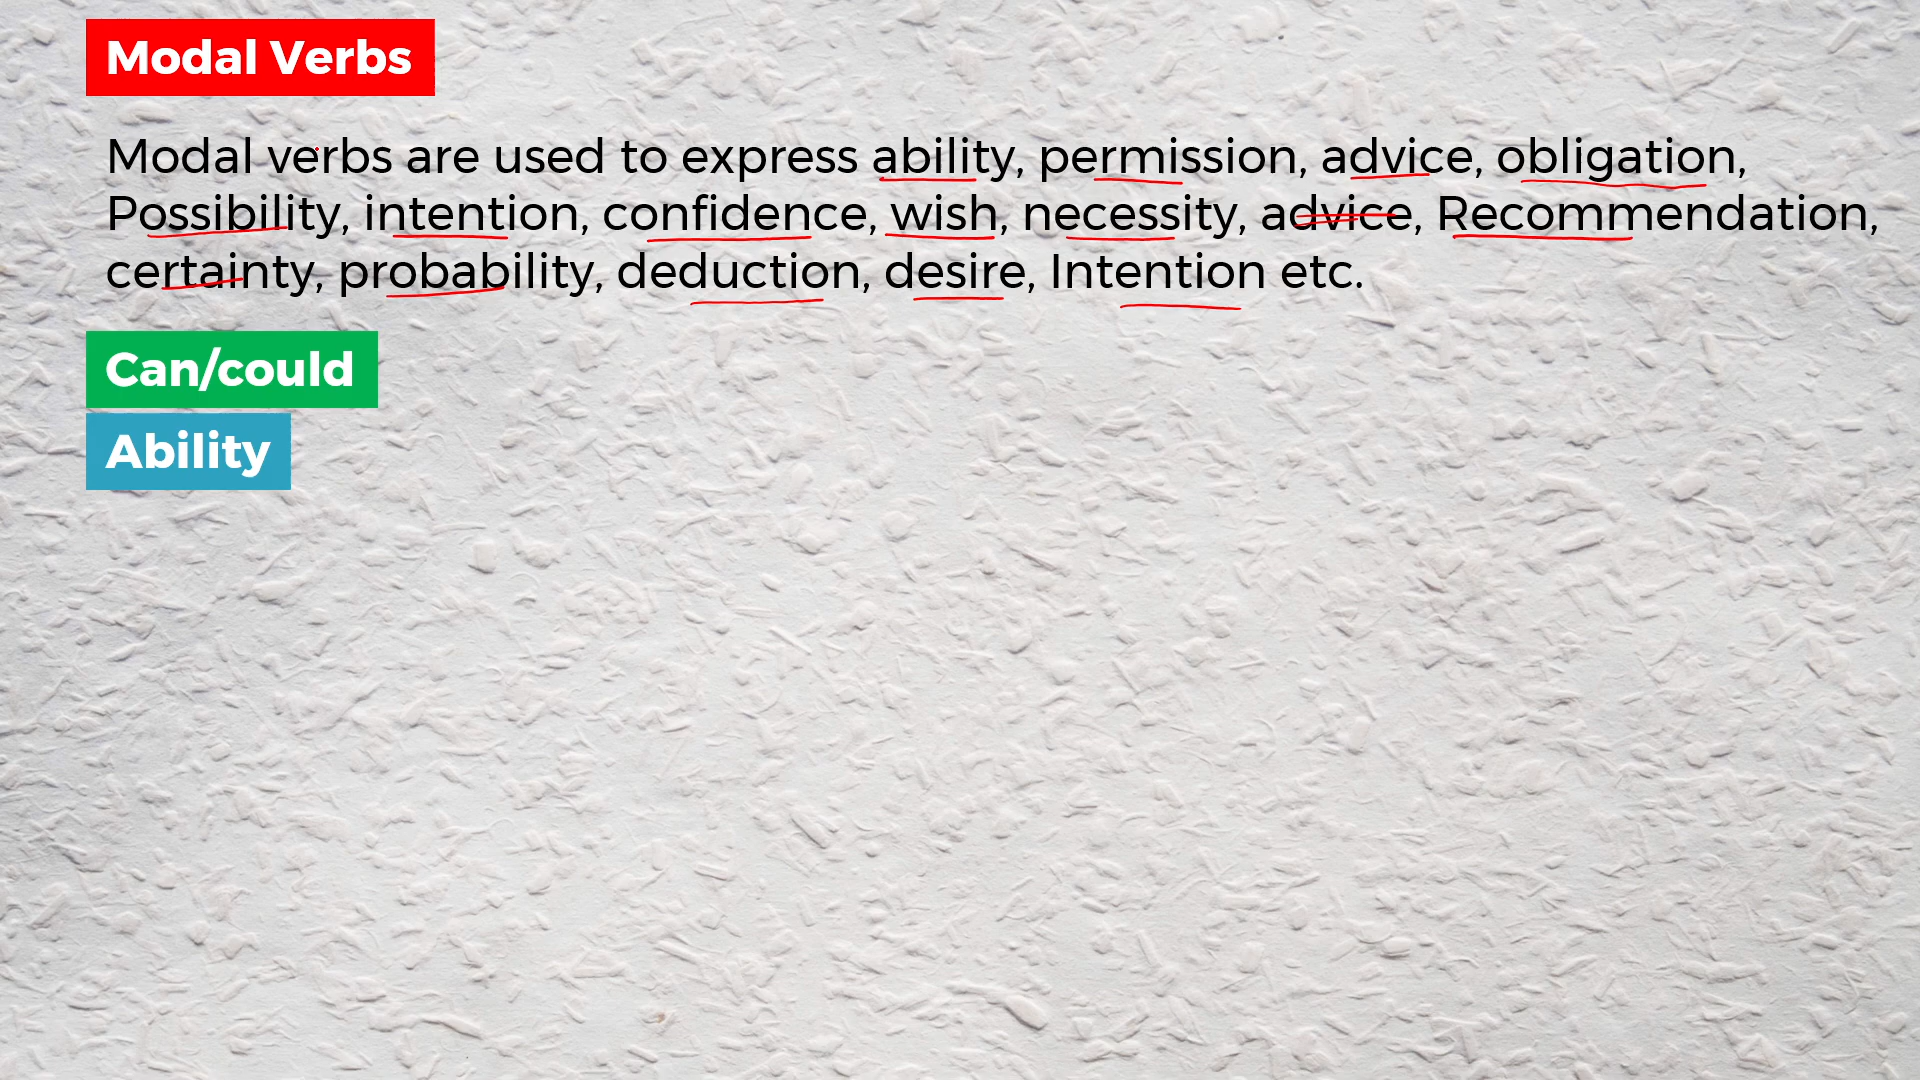 Modal Verbs
Modal verbs are used to express ability, permission, advice, obligation,
Possibility, intention, confidence, wish, necessity, advice, Recommendation,
certainty, probability, deduction, desire, Intention etc.
Can/could
Ability